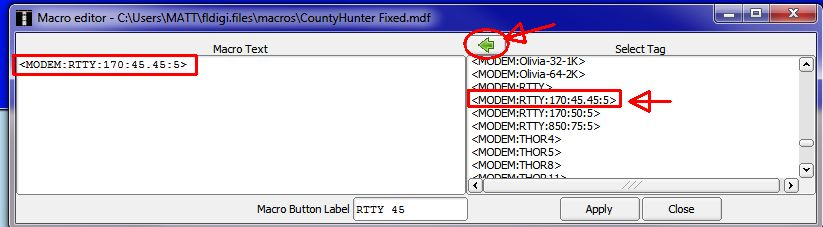 Macro editor - C:\Users\MATT\fldigi.files\macros\CountyHunter Fixed.mdf
Macro Text
Select Tag
<MODEM:RTTY:170:45.45:5>
<MODEM:Olivia-32-1K>
<MODEM:Olivia-64-2K>
<MODEM:RTTY>
<MODEM:RTTY:170:45.45:5>
<MODEM:RTTY:170:50:5>
<MODEM:RTTY:850:75:5>
<MODEM:THOR4>
<MODEM:THOR5>
<MODEM:THOR8>
<MODEM:THOR11>
Macro Button Label RTTY 45 Apply Close